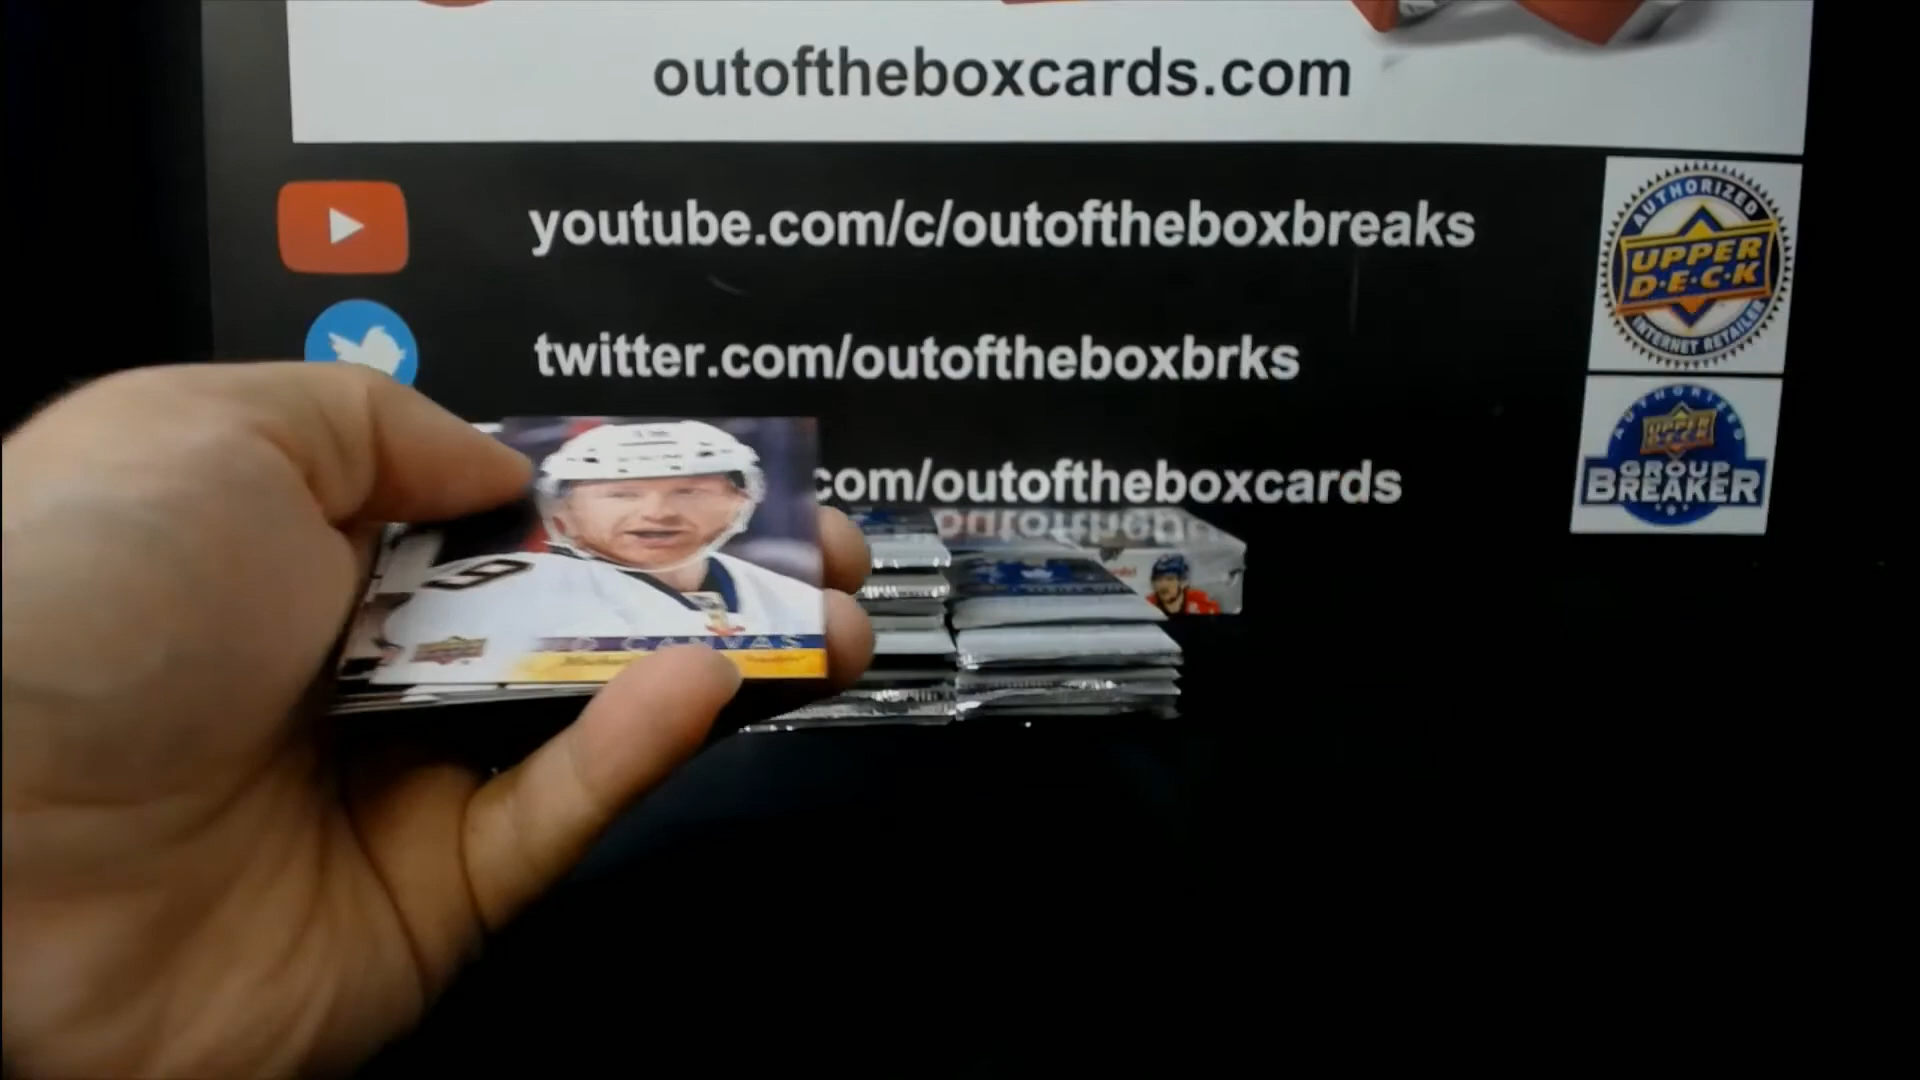 outoftheboxcards.com
youtube.com/c/outoftheboxbreaks
twitter.com/outoftheboxbrks
com/outoftheboxcards
AUTHORIZED
UPPER
D·E·C·K
INTERNET RETAILER
AUTHORIZED
UPPER
DECK
GROUP
BREAKER
9
CANVAS